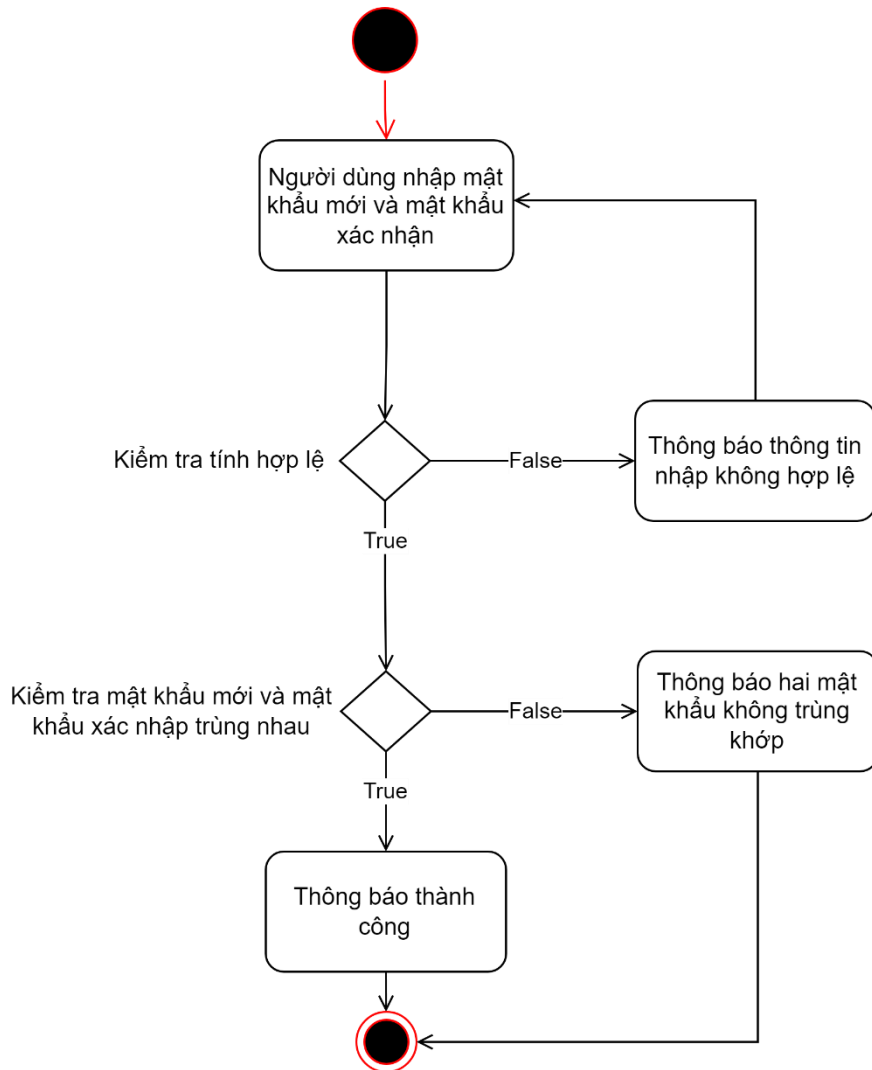 Người dùng nhập mật
khẩu mới và mật khẩu
xác nhận
Kiểm tra tính hợp lệ
False
Thông báo thông tin
nhập không hợp lệ
True
Kiểm tra mật khẩu mới và mật
khẩu xác nhập trùng nhau
False
Thông báo hai mật
khẩu không trùng
khớp
True
Thông báo thành
công